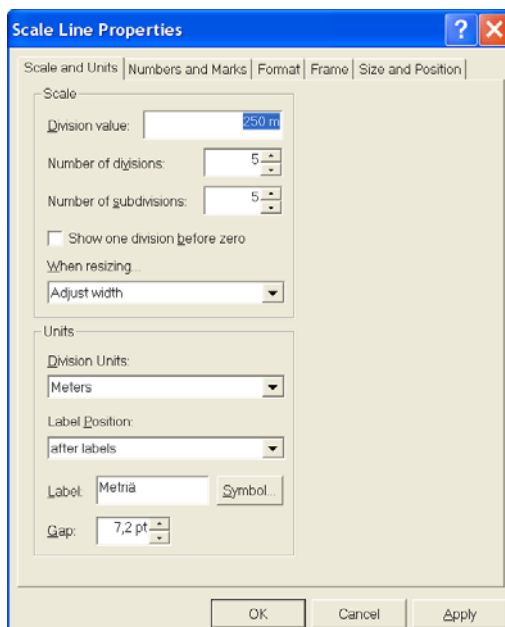 Scale Line Properties
Scale and Units Numbers and Marks Format Frame Size and Position
Scale
Division value: 250 m
Number of divisions: 5
Number of subdivisions: 5
Show one division before zero
When resizing...
Adjust width
Units
Division Units:
Meters
Label Position:
after labels
Label: Metriä Symbol...
Gap: 7,2 pt
OK Cancel Apply